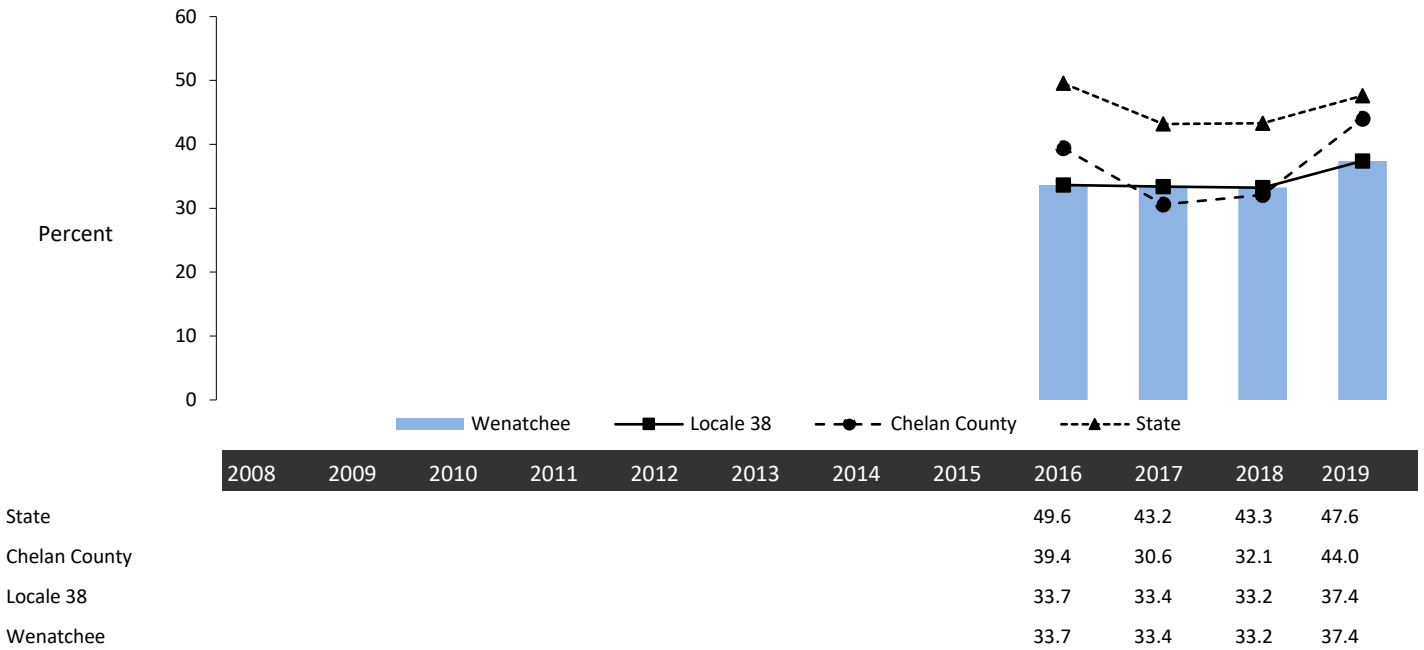 60
50
40
30
20
10
0
Percent
Wenatchee Locale 38 Chelan County State
2008 2009 2010 2011 2012 2013 2014 2015 2016 2017 2018 2019
State 49.6 43.2 43.3 47.6
Chelan County 39.4 30.6 32.1 44.0
Locale 38 33.7 33.4 33.2 37.4
Wenatchee 33.7 33.4 33.2 37.4